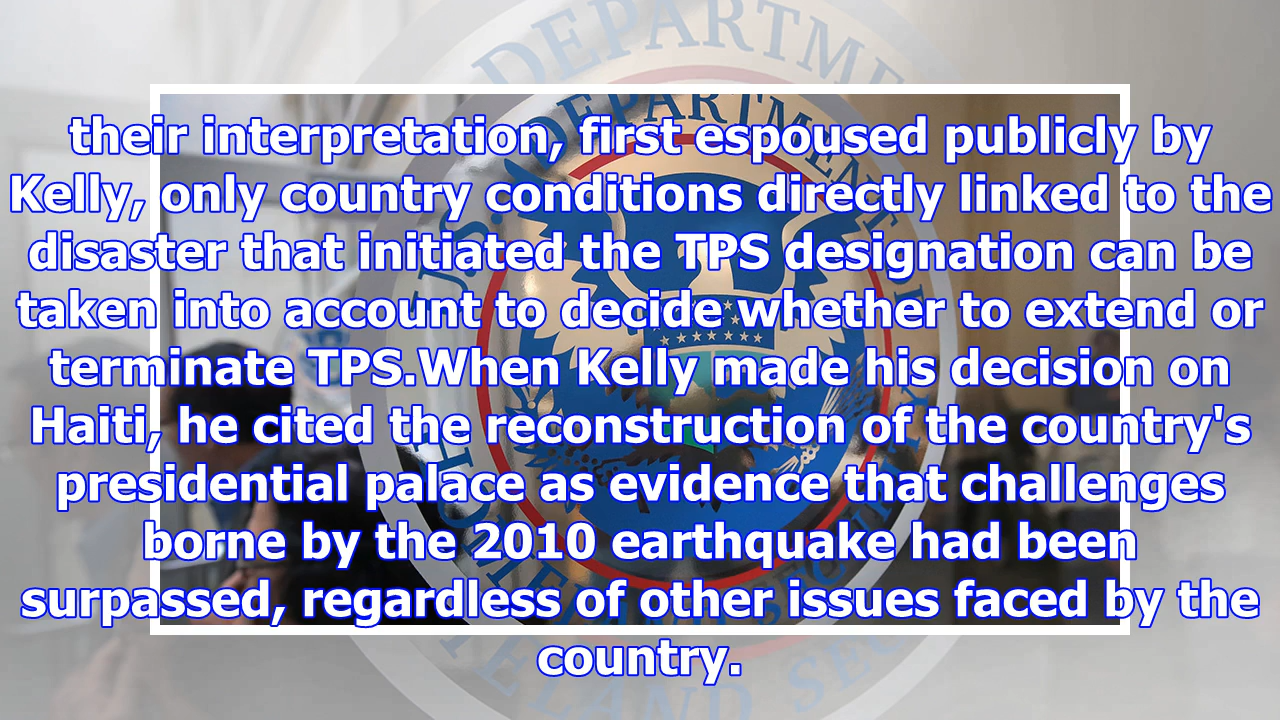 their interpretation, first espoused publicly by
Kelly, only country conditions directly linked to the
disaster that initiated the TPS designation can be
taken into account to decide whether to extend or
terminate TPS.When Kelly made his decision on
Haiti, he cited the reconstruction of the country's
presidential palace as evidence that challenges
borne by the 2010 earthquake had been
surpassed, regardless of other issues faced by the
country.
U.S. DEPARTMENT